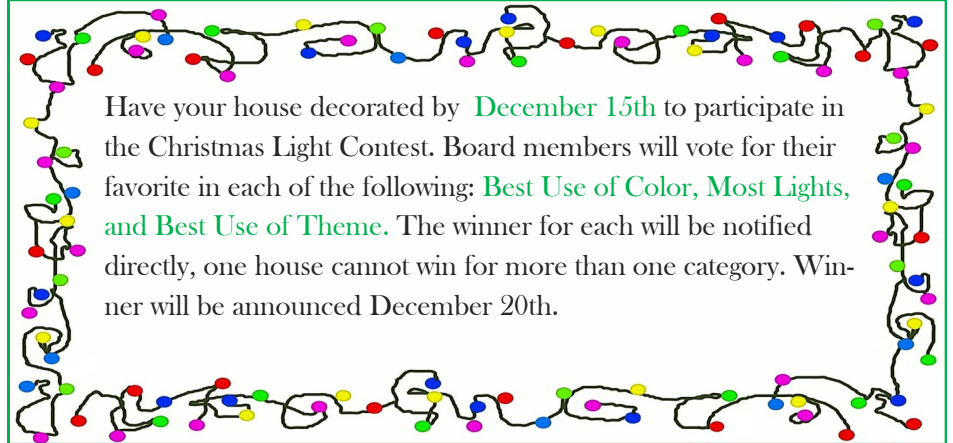 Have your house decorated by December 15th to participate in
the Christmas Light Contest. Board members will vote for their
favorite in each of the following: Best Use of Color, Most Lights,
and Best Use of Theme. The winner for each will be notified
directly, one house cannot win for more than one category. Win-
ner will be announced December 20th.